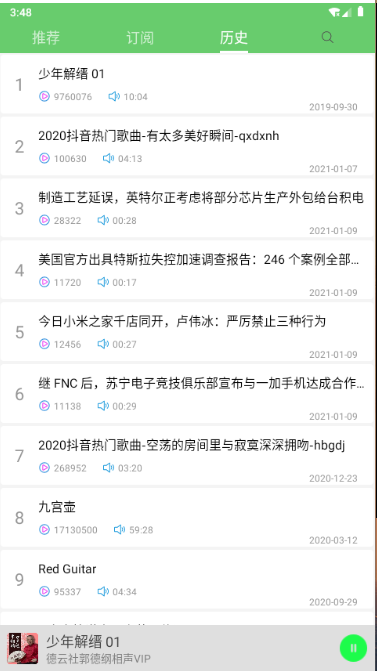 3:48
推荐 订阅 历史
1 少年解缙 01
9760076 10:04
2019-09-30
2 2020抖音热门歌曲-有太多美好瞬间-qxdxnh
100630 04:13
2021-01-07
3 制造工艺延误，英特尔正考虑将部分芯片生产外包给台积电
28322 00:28
2021-01-09
4 美国官方出具特斯拉失控加速调查报告：246 个案例全部…
11720 00:17
2021-01-09
5 今日小米之家千店同开，卢伟冰：严厉禁止三种行为
12456 00:27
2021-01-09
6 继 FNC 后，苏宁电子竞技俱乐部宣布与一加手机达成合作…
11138 00:29
2021-01-09
7 2020抖音热门歌曲-空荡的房间里与寂寞深深拥吻-hbgdj
268952 03:20
2020-12-23
8 九宫壶
17130500 59:28
2020-03-12
9 Red Guitar
95337 04:34
2020-09-29
少年解缙 01
德云社郭德纲相声VIP